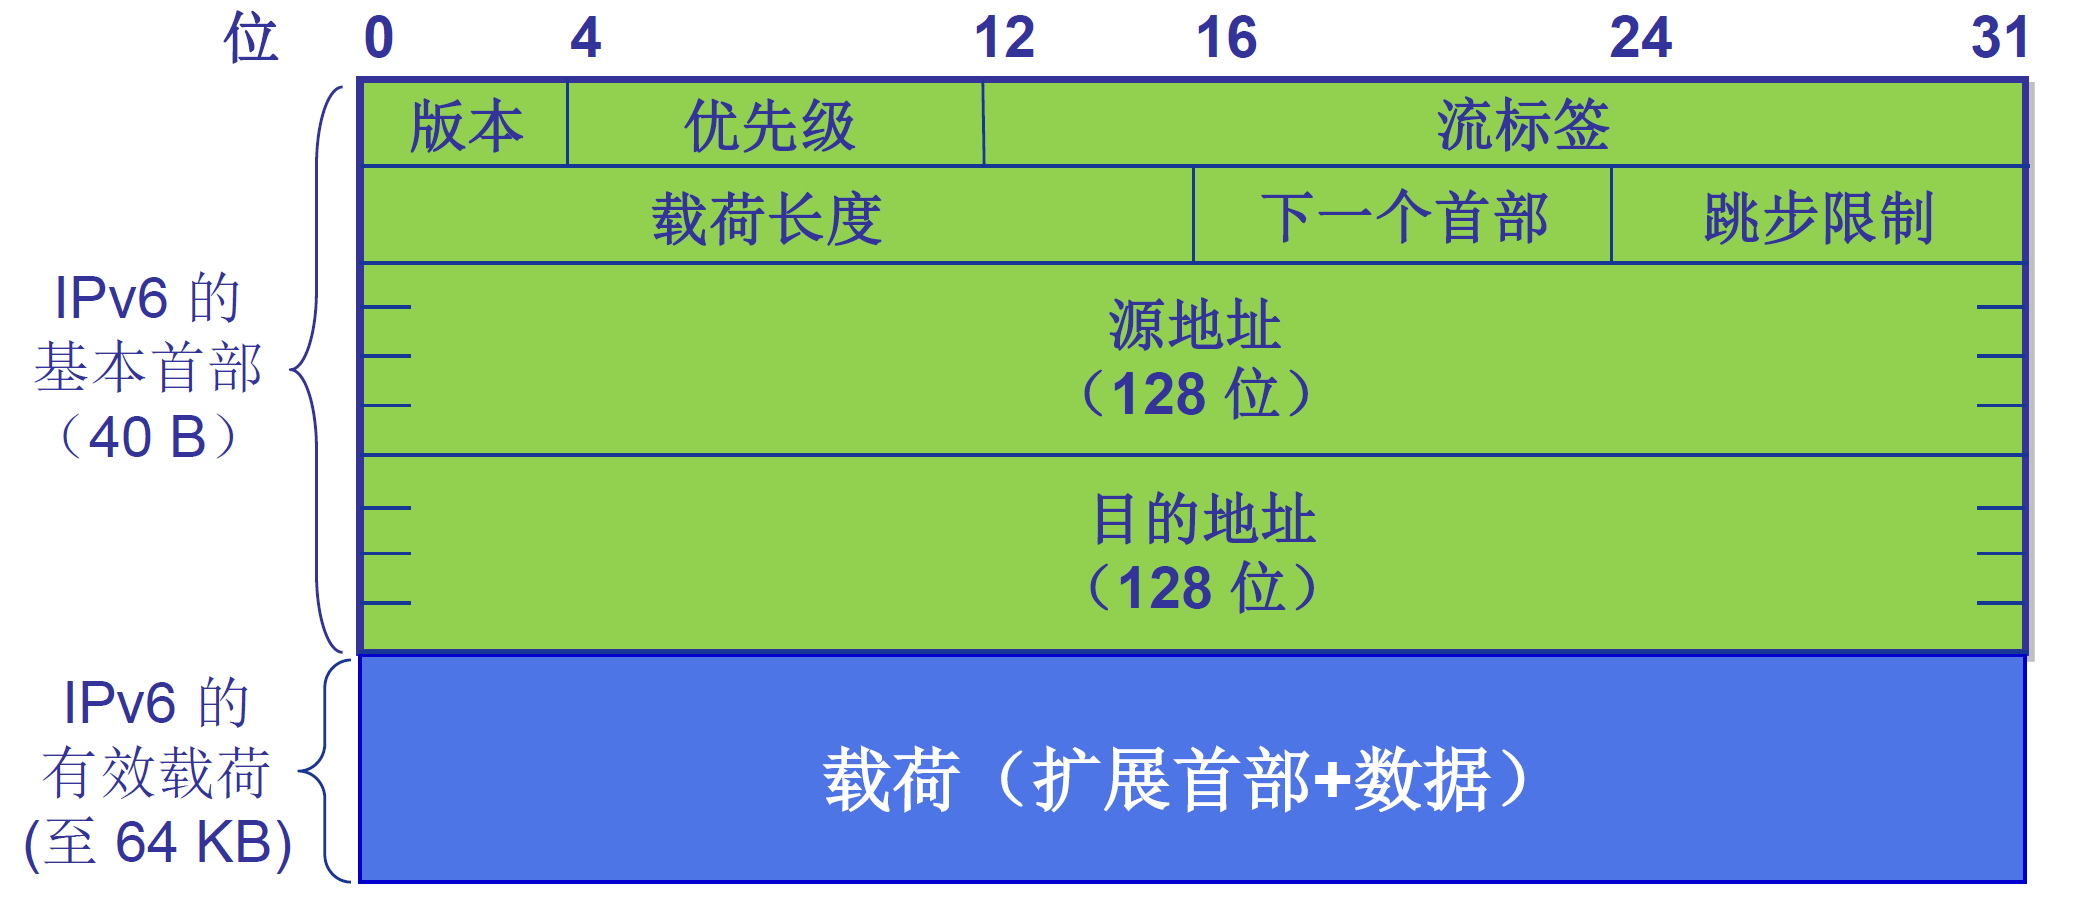 位 0 4 12 16 24 31
版本 优先级 流标签
载荷长度 下一个首部 跳步限制
IPv6 的
基本首部
（40 B）
源地址
（128 位）
目的地址
（128 位）
IPv6 的
有效载荷
(至 64 KB)
载荷（扩展首部+数据）